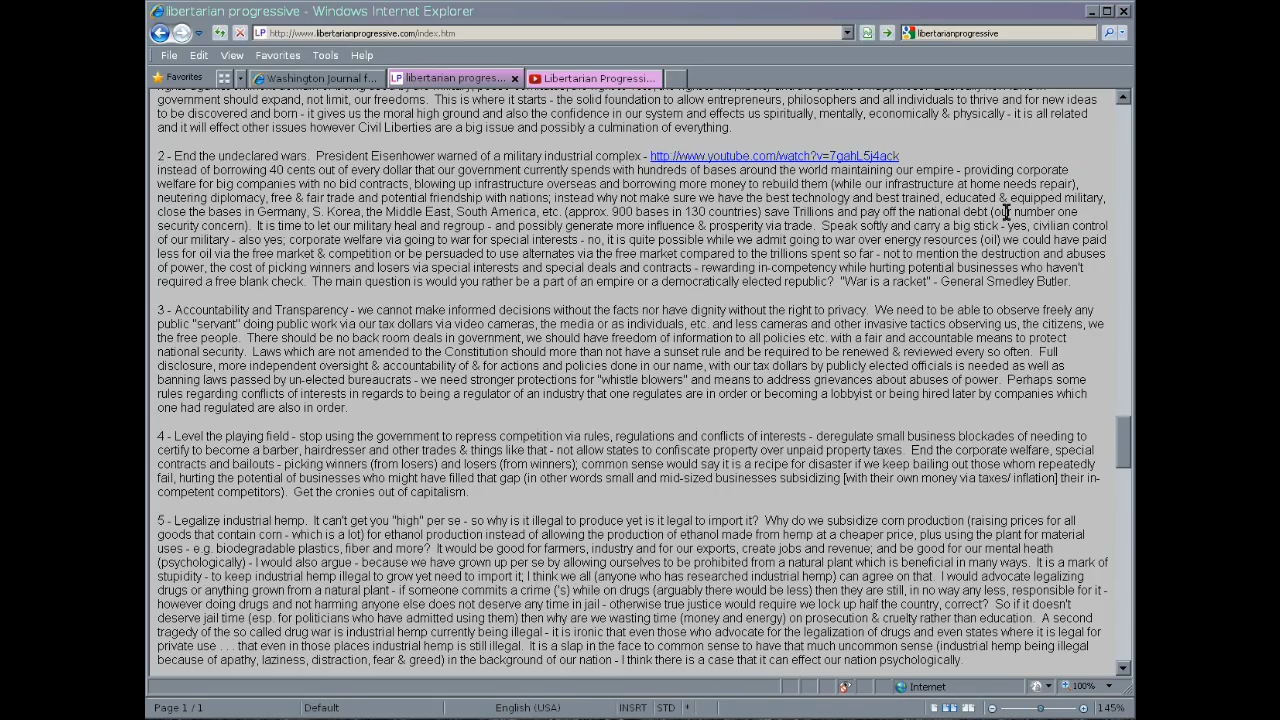 libertarian progressive - Windows Internet Explorer
http://www.libertarianprogressive.com/index.htm
libertarianprogressive
File Edit View Favorites Tools Help
Favorites
Washington Journal f...
libertarian progres...
Libertarian Progressi...
government should expand, not limit, our freedoms. This is where it starts - the solid foundation to allow entrepreneurs, philosophers and all individuals to thrive and for new ideas
to be discovered and born - it gives us the moral high ground and also the confidence in our system and effects us spiritually, mentally, economically & physically - it is all related
and it will effect other issues however Civil Liberties are a big issue and possibly a culmination of everything.
2 - End the undeclared wars. President Eisenhower warned of a military industrial complex - http://www.youtube.com/watch?v=7gahL5j4ack
instead of borrowing 40 cents out of every dollar that our government currently spends with hundreds of bases around the world maintaining our empire - providing corporate
welfare for big companies with no bid contracts, blowing up infrastructure overseas and borrowing more money to rebuild them (while our infrastructure at home needs repair),
neutering diplomacy, free & fair trade and potential friendship with nations; instead why not make sure we have the best technology and best trained, educated & equipped military,
close the bases in Germany, S. Korea, the Middle East, South America, etc. (approx. 900 bases in 130 countries) save Trillions and pay off the national debt (our number one
security concern). It is time to let our military heal and regroup - and possibly generate more influence & prosperity via trade. Speak softly and carry a big stick - yes, civilian control
of our military - also yes; corporate welfare via going to war for special interests - no, it is quite possible while we admit going to war over energy resources (oil) we could have paid
less for oil via the free market & competition or be persuaded to use alternates via the free market compared to the trillions spent so far - not to mention the destruction and abuses
of power, the cost of picking winners and losers via special interests and special deals and contracts - rewarding in-competency while hurting potential businesses who haven't
required a free blank check. The main question is would you rather be a part of an empire or a democratically elected republic? "War is a racket" - General Smedley Butler.
3 - Accountability and Transparency - we cannot make informed decisions without the facts nor have dignity without the right to privacy. We need to be able to observe freely any
public "servant" doing public work via our tax dollars via video cameras, the media or as individuals, etc. and less cameras and other invasive tactics observing us, the citizens, we
the free people. There should be no back room deals in government, we should have freedom of information to all policies etc. with a fair and accountable means to protect
national security. Laws which are not amended to the Constitution should more than not have a sunset rule and be required to be renewed & reviewed every so often. Full
disclosure, more independent oversight & accountability of & for actions and policies done in our name, with our tax dollars by publicly elected officials is needed as well as
banning laws passed by un-elected bureaucrats - we need stronger protections for "whistle blowers" and means to address grievances about abuses of power. Perhaps some
rules regarding conflicts of interests in regards to being a regulator of an industry that one regulates are in order or becoming a lobbyist or being hired later by companies which
one had regulated are also in order.
4 - Level the playing field - stop using the government to repress competition via rules, regulations and conflicts of interests - deregulate small business blockades of needing to
certify to become a barber, hairdresser and other trades & things like that - not allow states to confiscate property over unpaid property taxes. End the corporate welfare, special
contracts and bailouts - picking winners (from losers) and losers (from winners); common sense would say it is a recipe for disaster if we keep bailing out those whom repeatedly
fail, hurting the potential of businesses who might have filled that gap (in other words small and mid-sized businesses subsidizing [with their own money via taxes/ inflation] their in-
competent competitors). Get the cronies out of capitalism.
5 - Legalize industrial hemp. It can't get you "high" per se - so why is it illegal to produce yet is it legal to import it? Why do we subsidize corn production (raising prices for all
goods that contain corn - which is a lot) for ethanol production instead of allowing the production of ethanol made from hemp at a cheaper price, plus using the plant for material
uses - e.g. biodegradable plastics, fiber and more? It would be good for farmers, industry and for our exports, create jobs and revenue; and be good for our mental heath
(psychologically) - I would also argue - because we have grown up per se by allowing ourselves to be prohibited from a natural plant which is beneficial in many ways. It is a mark of
stupidity - to keep industrial hemp illegal to grow yet need to import it; I think we all (anyone who has researched industrial hemp) can agree on that. I would advocate legalizing
drugs or anything grown from a natural plant - if someone commits a crime ('s) while on drugs (arguably there would be less) then they are still, in no way any less, responsible for it -
however doing drugs and not harming anyone else does not deserve any time in jail - otherwise true justice would require we lock up half the country, correct? So if it doesn't
deserve jail time (esp. for politicians who have admitted using them) then why are we wasting time (money and energy) on prosecution & cruelty rather than education. A second
tragedy of the so called drug war is industrial hemp currently being illegal - it is ironic that even those who advocate for the legalization of drugs and even states where it is legal for
private use . . . that even in those places industrial hemp is still illegal. It is a slap in the face to common sense to have that much uncommon sense (industrial hemp being illegal
because of apathy, laziness, distraction, fear & greed) in the background of our nation - I think there is a case that it can effect our nation psychologically.
Internet 100%
Page 1 / 1 Default English (USA) INSRT STD * 145%